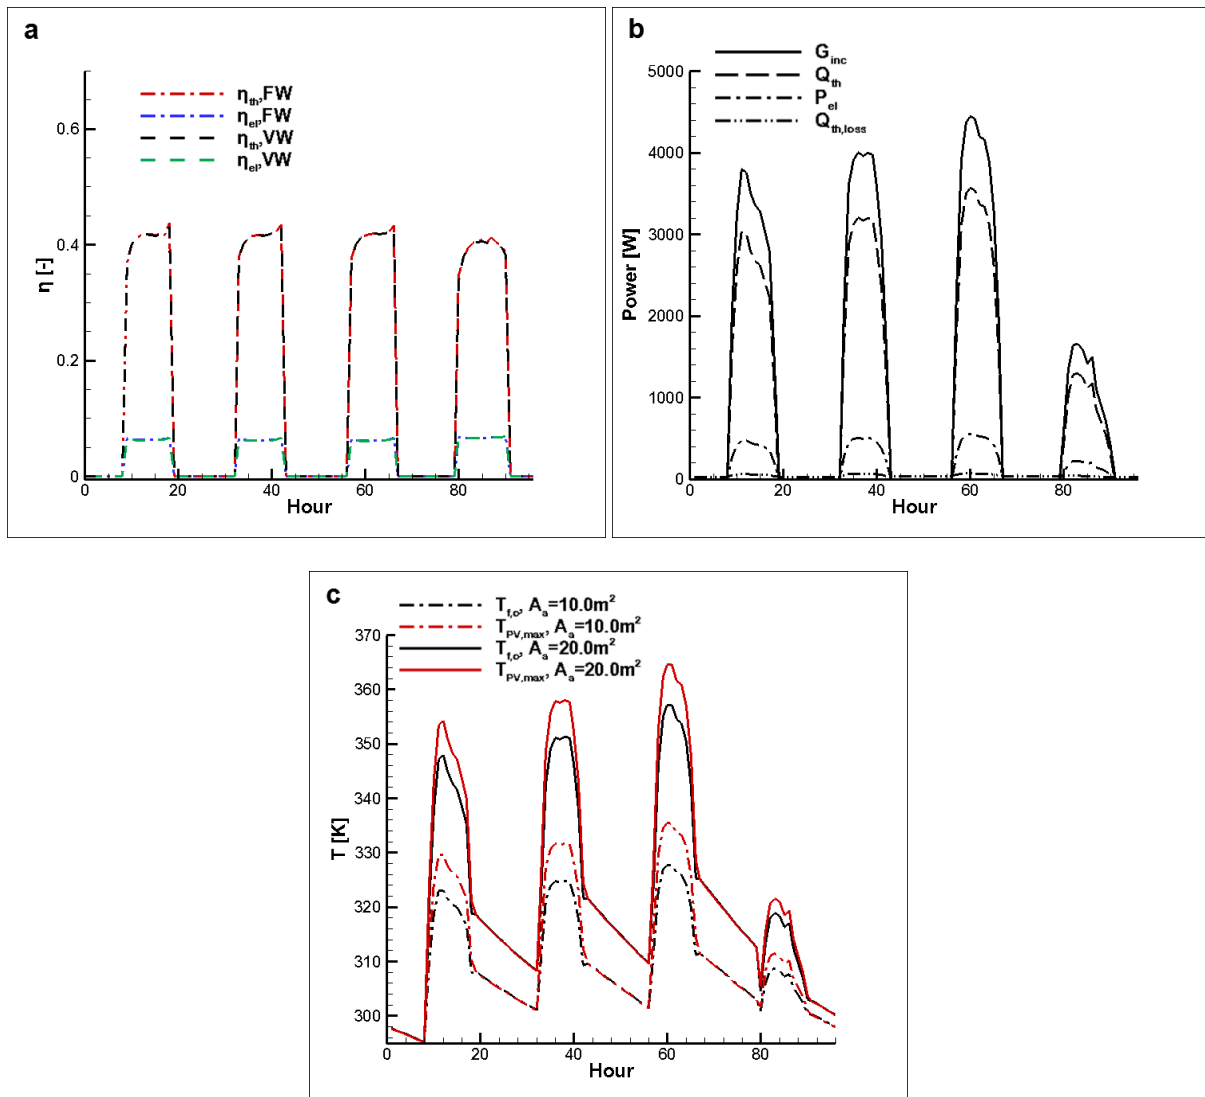 a
η_th,FW
η_el,FW
η_th,VW
η_el,VW
η [-]
0.6
0.4
0.2
0
0 20 40 60 80
Hour
b
G_inc
Q_th
P_el
Q_th,loss
Power [W]
5000
4000
3000
2000
1000
0
0 20 40 60 80
Hour
c
T_f,o, A_a=10.0m²
T_PV,max, A_a=10.0m²
T_f,o, A_a=20.0m²
T_PV,max, A_a=20.0m²
T [K]
370
360
350
340
330
320
310
300
0 20 40 60 80
Hour